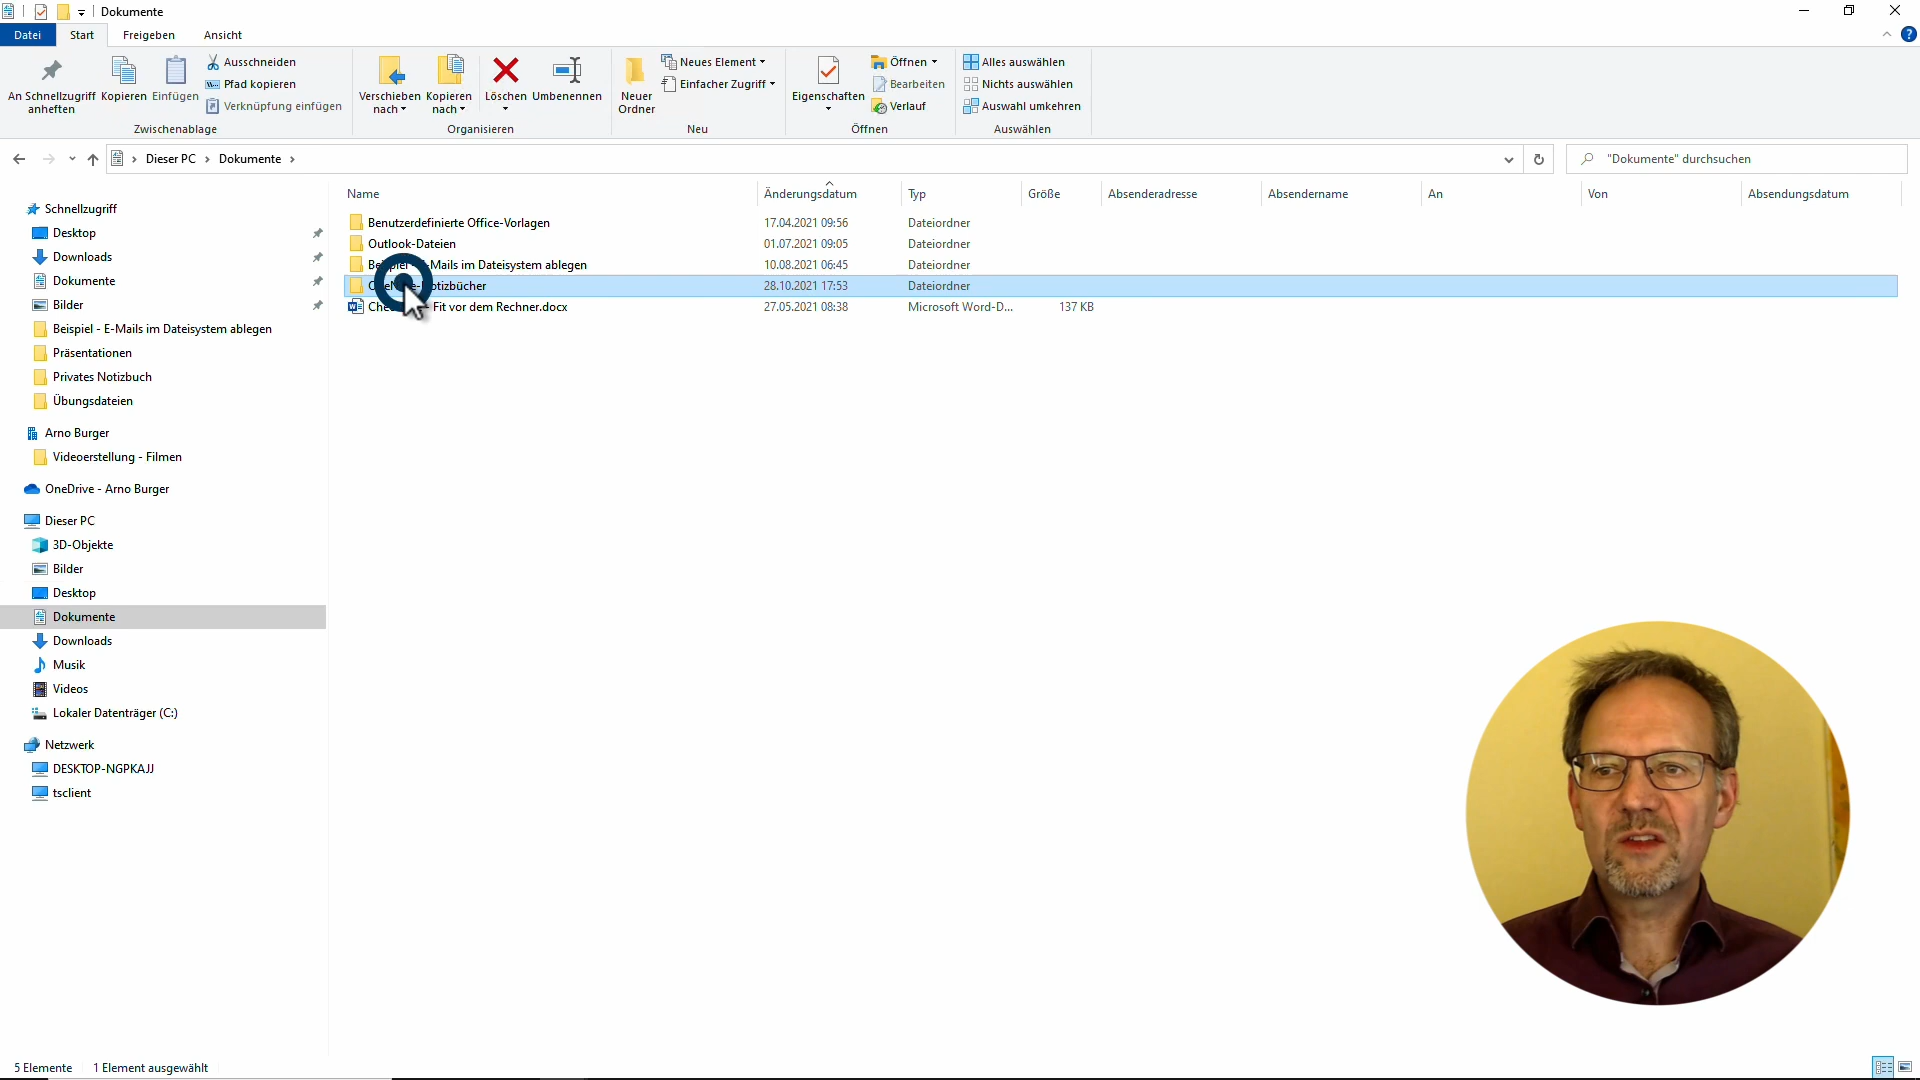 Dokumente
Datei Start Freigeben Ansicht
An Schnellzugriff anheften
Kopieren
Einfügen
Ausschneiden
Pfad kopieren
Verknüpfung einfügen
Zwischenablage
Verschieben nach
Kopieren nach
Löschen
Umbenennen
Organisieren
Neuer Ordner
Neues Element
Einfacher Zugriff
Neu
Eigenschaften
Öffnen
Bearbeiten
Verlauf
Öffnen
Alles auswählen
Nichts auswählen
Auswahl umkehren
Auswählen
Dieser PC > Dokumente >
"Dokumente" durchsuchen
Schnellzugriff
Desktop
Downloads
Dokumente
Bilder
Beispiel - E-Mails im Dateisystem ablegen
Präsentationen
Privates Notizbuch
Übungsdateien
Arno Burger
Videoerstellung - Filmen
OneDrive - Arno Burger
Dieser PC
3D-Objekte
Bilder
Desktop
Dokumente
Downloads
Musik
Videos
Lokaler Datenträger (C:)
Netzwerk
DESKTOP-NGPKAJJ
tsclient
Name Änderungsdatum Typ Größe Absenderadresse Absendername An Von Absendungsdatum
Benutzerdefinierte Office-Vorlagen 17.04.2021 09:56 Dateiordner
Outlook-Dateien 01.07.2021 09:05 Dateiordner
-Mails im Dateisystem ablegen 10.08.2021 06:45 Dateiordner
28.10.2021 17:53 Dateiordner
Fit vor dem Rechner.docx 27.05.2021 08:38 Microsoft Word-D... 137 KB
5 Elemente 1 Element ausgewählt